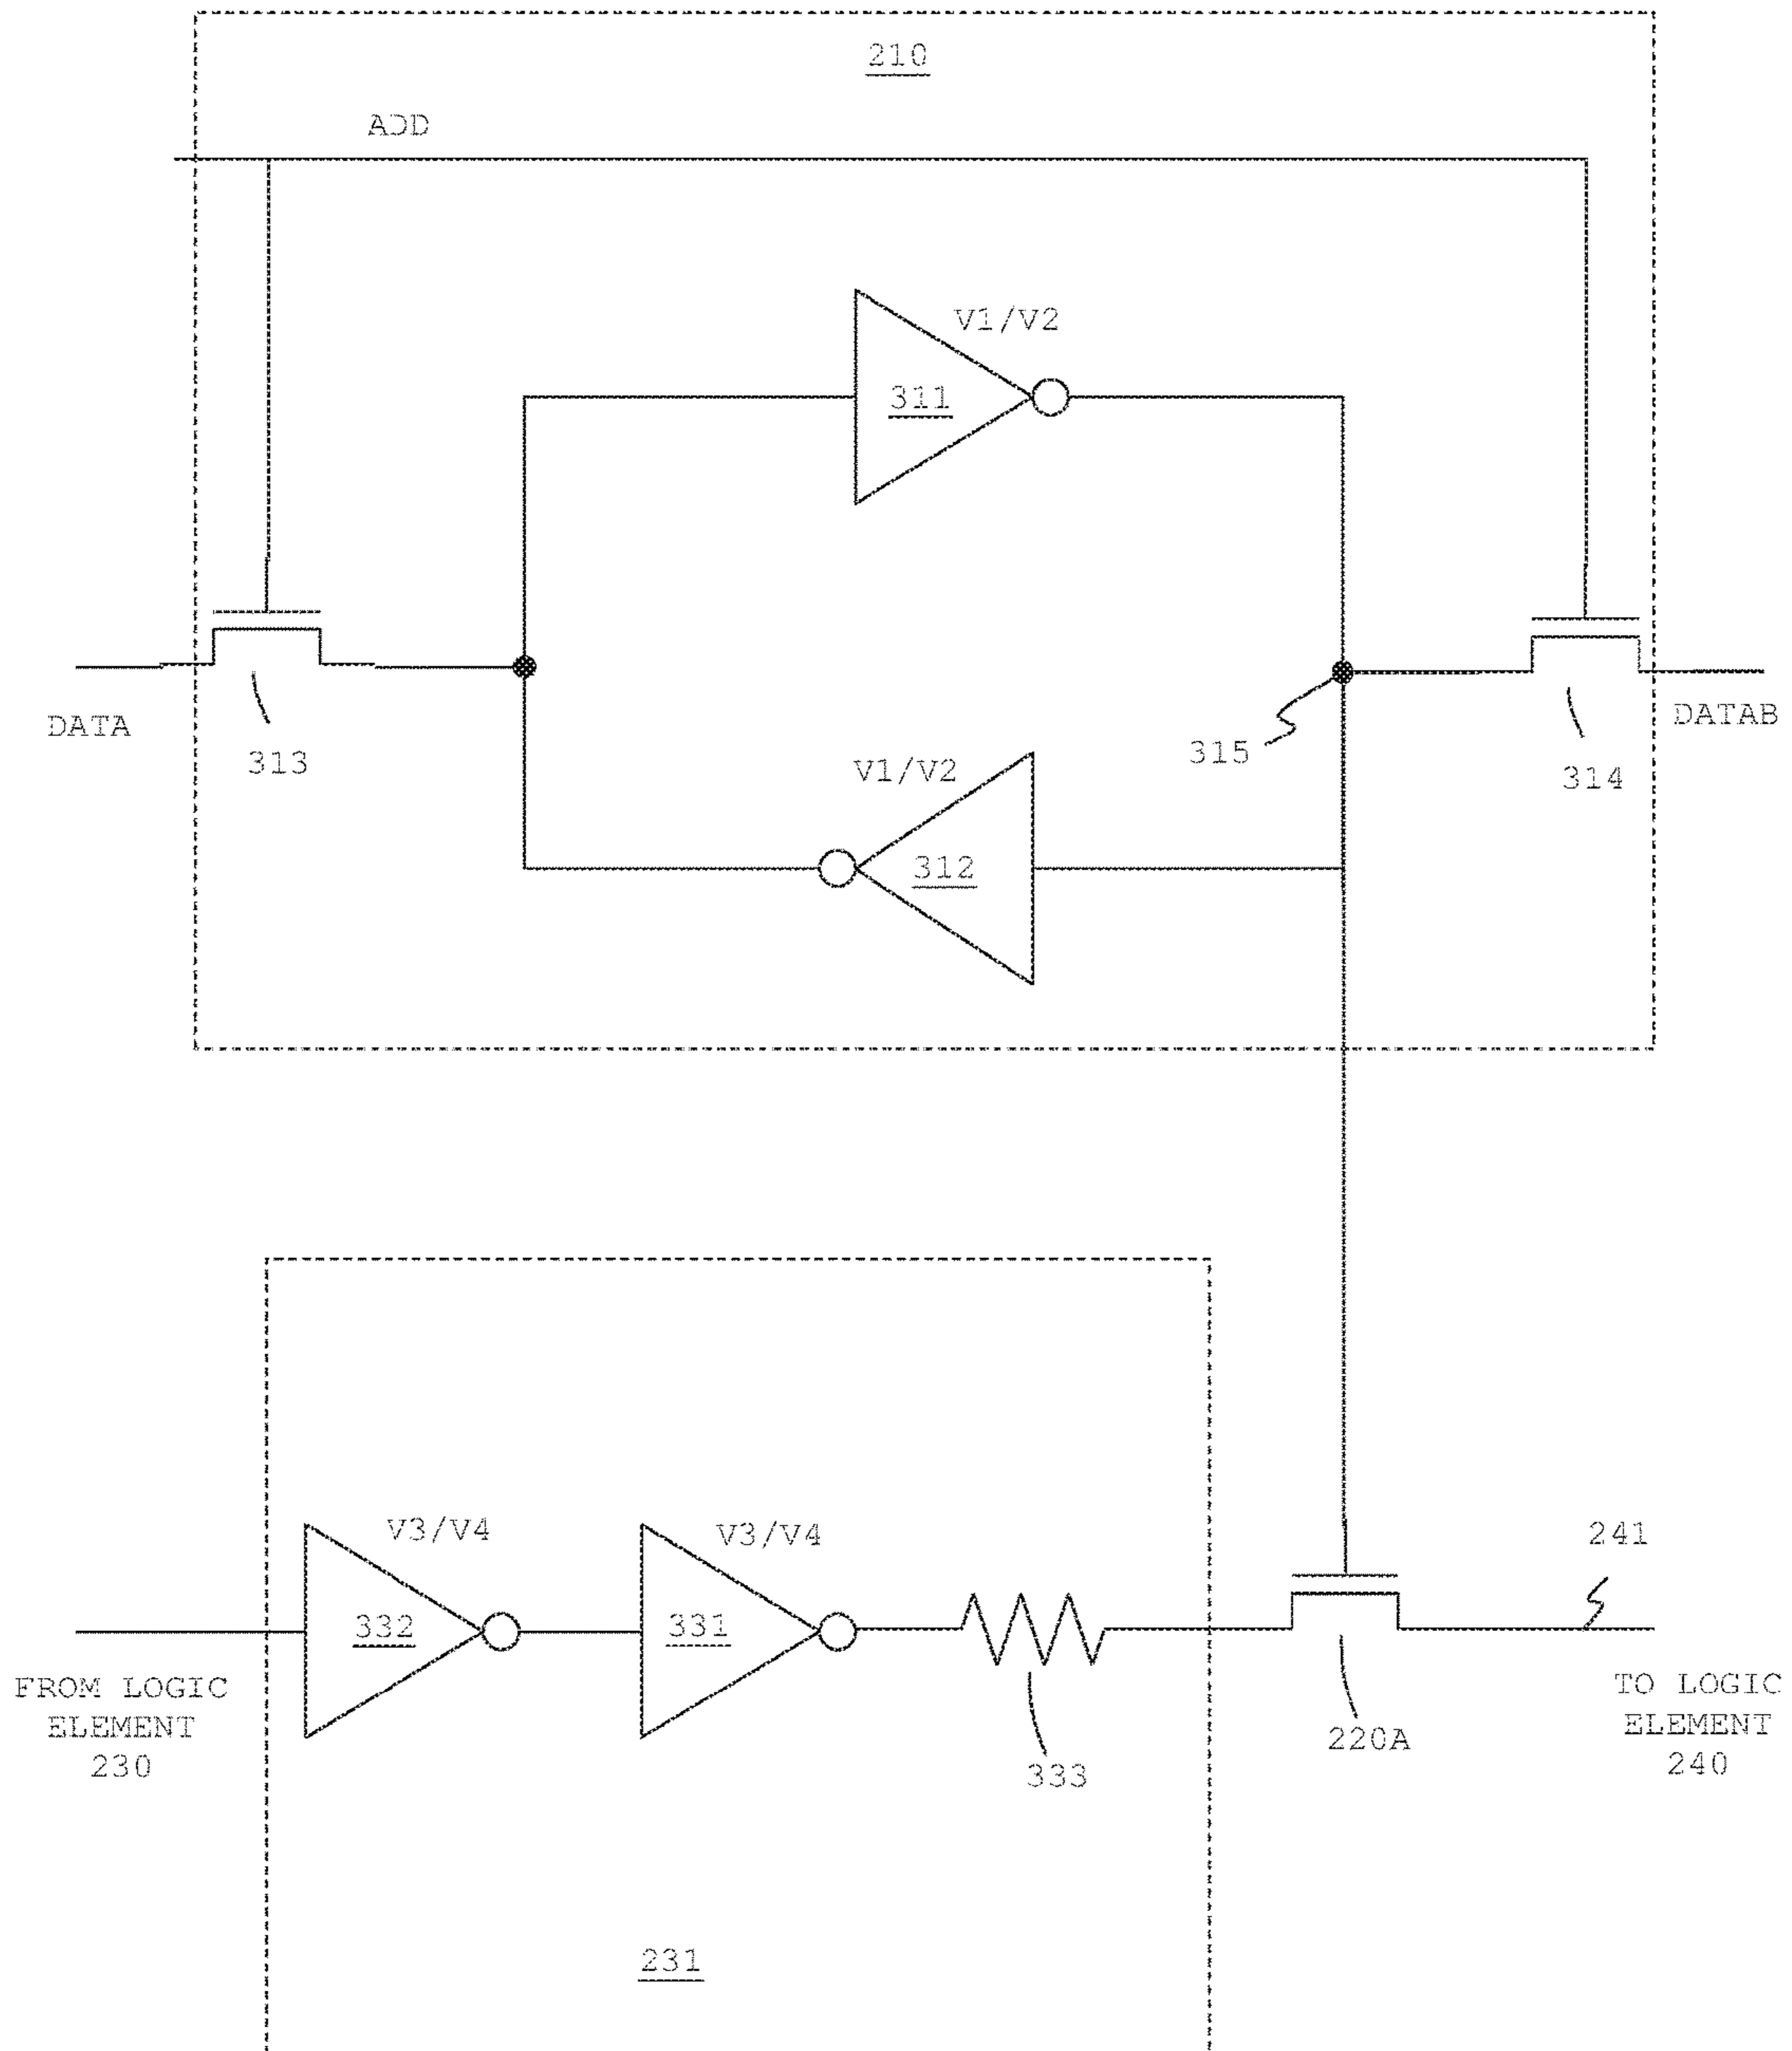 210
ADD
V1/V2
311
DATA
313
315
DATAB
314
V1/V2
312
V3/V4
V3/V4
241
332
331
FROM LOGIC
ELEMENT
230
333
220A
TO LOGIC
ELEMENT
240
231